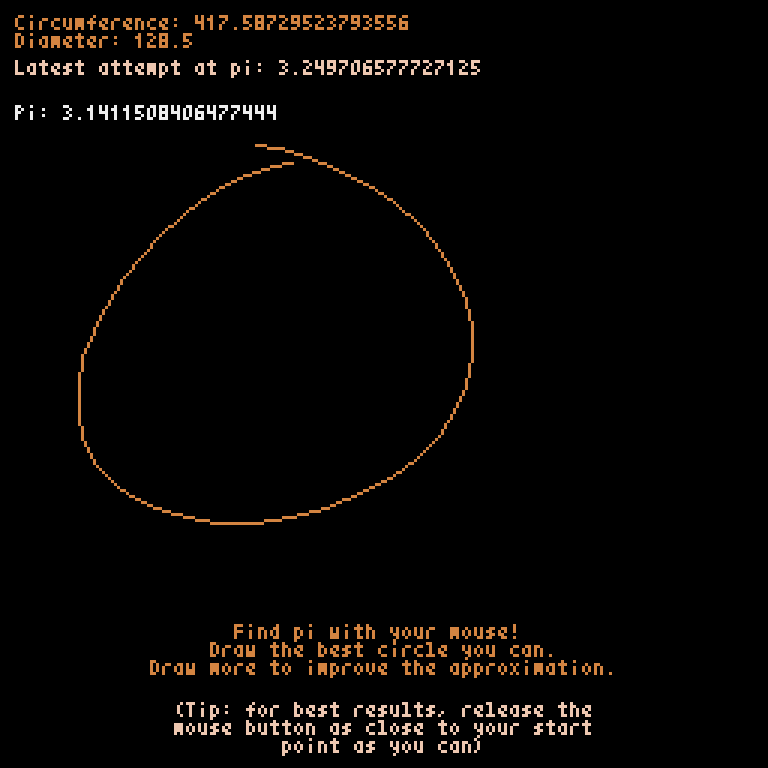 Circumference: 417.58729523793556
Diameter: 128.5
Latest attempt at pi: 3.249706577727125
Pi: 3.1411508406477444
Find pi with your mouse!
Draw the best circle you can.
Draw more to improve the approximation.
(Tip: for best results, release the
mouse button as close to your start
point as you can)